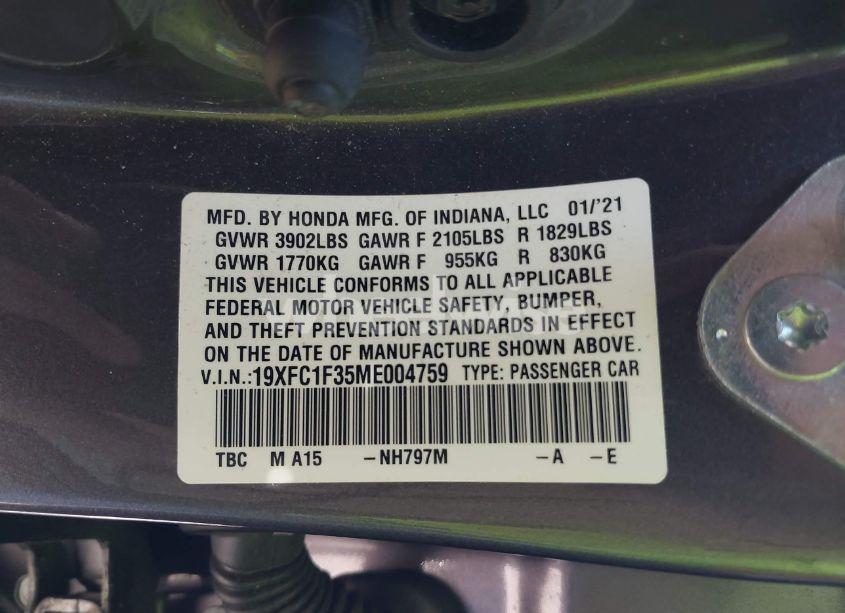 MFD. BY HONDA MFG. OF INDIANA, LLC 01/'21
GVWR 3902LBS GAWR F 2105LBS R 1829LBS
GVWR 1770KG GAWR F 955KG R 830KG
THIS VEHICLE CONFORMS TO ALL APPLICABLE
FEDERAL MOTOR VEHICLE SAFETY, BUMPER,
AND THEFT PREVENTION STANDARDS IN EFFECT
ON THE DATE OF MANUFACTURE SHOWN ABOVE.
V.I.N.:19XFC1F35ME004759 TYPE: PASSENGER CAR
TBC M A15 -NH797M -A -E